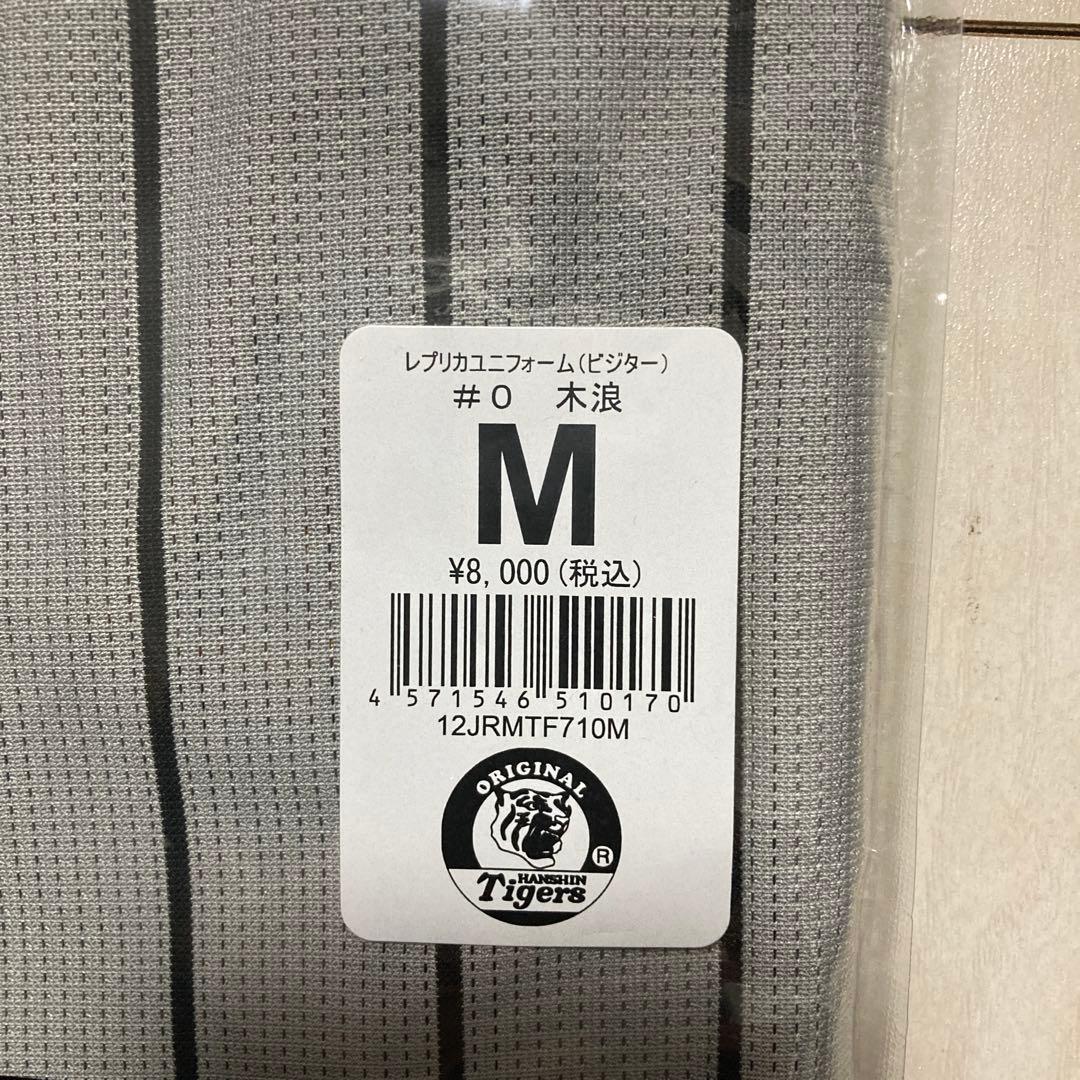 レプリカユニフォーム(ビジター)
#0 木浪
M
¥8,000(税込)
4 571546 510170
12JRMTF710M
ORIGINAL
HANSHIN
Tigers
®